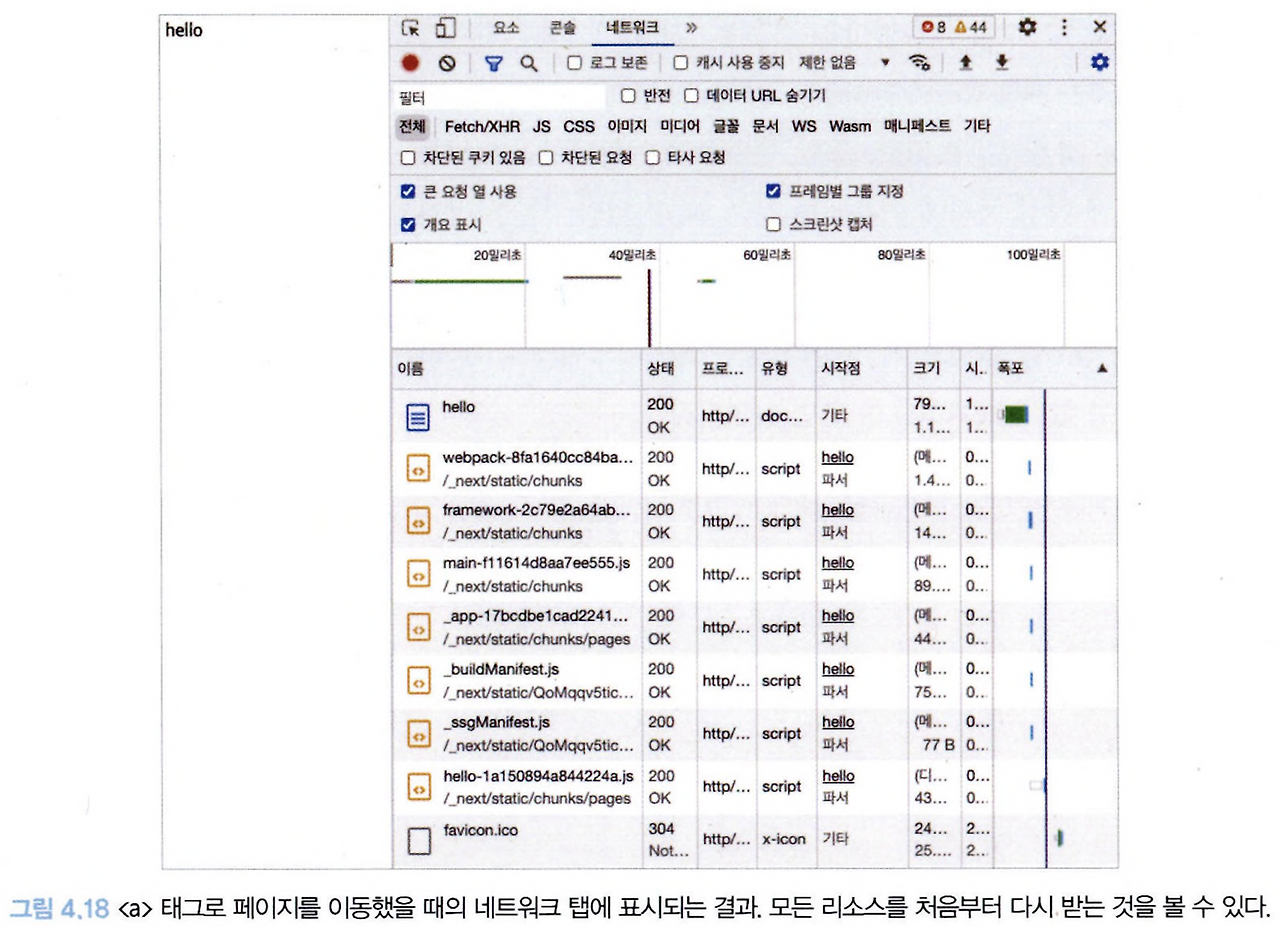 hello
요소 콘솔 네트워크 » 8 44
로그 보존 캐시 사용 중지 제한 없음
필터 반전 데이터 URL 숨기기
전체 Fetch/XHR JS CSS 이미지 미디어 글꼴 문서 WS Wasm 매니페스트 기타
차단된 쿠키 있음 차단된 요청 타사 요청
큰 요청 열 사용 프레임별 그룹 지정
개요 표시 스크린샷 캡처
20밀리초 40밀리초 60밀리초 80밀리초 100밀리초
이름 상태 프로... 유형 시작점 크기 시.. 폭포
hello 200 http/... doc... 기타 79... 1...
OK 1.1... 1...
webpack-8fa1640cc84ba... 200 http/... script hello (메... 0...
/_next/static/chunks OK 파서 1.4... 0...
framework-2c79e2a64ab... 200 http/... script hello (메... 0...
/_next/static/chunks OK 파서 14... 0...
main-f11614d8aa7ee555.js 200 http/... script hello (메... 0...
/_next/static/chunks OK 파서 89.... 0...
_app-17bcdbe1cad2241... 200 http/... script hello (메... 0...
/_next/static/chunks/pages OK 파서 44... 0...
_buildManifest.js 200 http/... script hello (메... 0...
/_next/static/QoMqqv5tic... OK 파서 75... 0...
_ssgManifest.js 200 http/... script hello (메... 0...
/_next/static/QoMqqv5tic... OK 파서 77 B 0...
hello-1a150894a844224a.js 200 http/... script hello (디... 0...
/_next/static/chunks/pages OK 파서 43... 0...
favicon.ico 304 http/... x-icon 기타 24... 2...
Not... 25.... 2...
그림 4.18 <a> 태그로 페이지를 이동했을 때의 네트워크 탭에 표시되는 결과. 모든 리소스를 처음부터 다시 받는 것을 볼 수 있다.